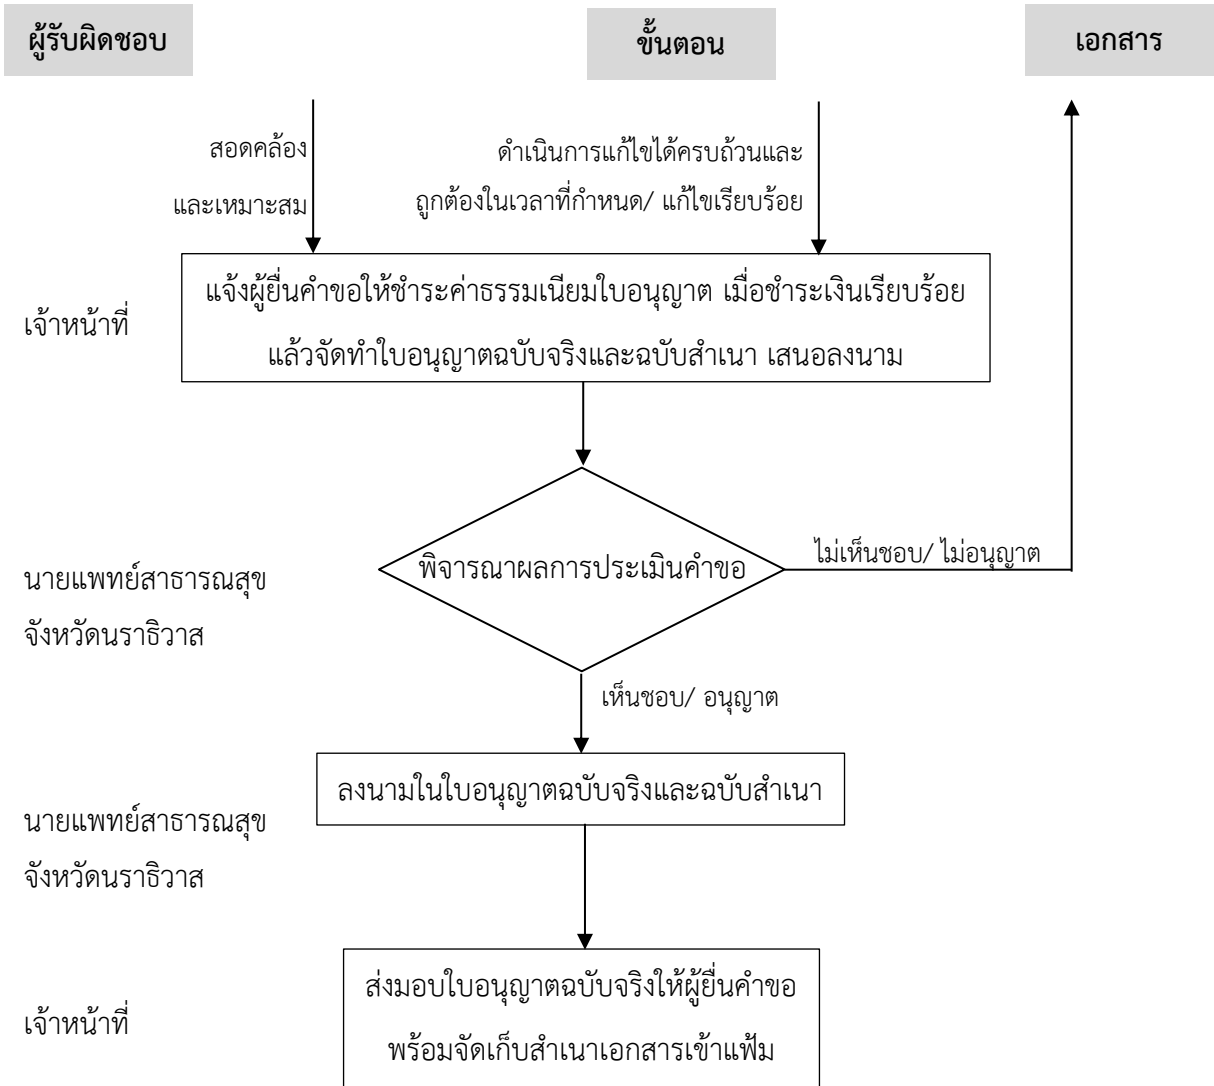 ผู้รับผิดชอบ
ขั้นตอน
เอกสาร
สอดคล้อง
และเหมาะสม
ดำเนินการแก้ไขได้ครบถ้วนและ
ถูกต้องในเวลาที่กำหนด/ แก้ไขเรียบร้อย
เจ้าหน้าที่
แจ้งผู้ยื่นคำขอให้ชำระค่าธรรมเนียมใบอนุญาต เมื่อชำระเงินเรียบร้อย
แล้วจัดทำใบอนุญาตฉบับจริงและฉบับสำเนา เสนอลงนาม
นายแพทย์สาธารณสุข
จังหวัดนราธิวาส
พิจารณาผลการประเมินคำขอ
ไม่เห็นชอบ/ ไม่อนุญาต
เห็นชอบ/ อนุญาต
นายแพทย์สาธารณสุข
จังหวัดนราธิวาส
ลงนามในใบอนุญาตฉบับจริงและฉบับสำเนา
เจ้าหน้าที่
ส่งมอบใบอนุญาตฉบับจริงให้ผู้ยื่นคำขอ
พร้อมจัดเก็บสำเนาเอกสารเข้าแฟ้ม